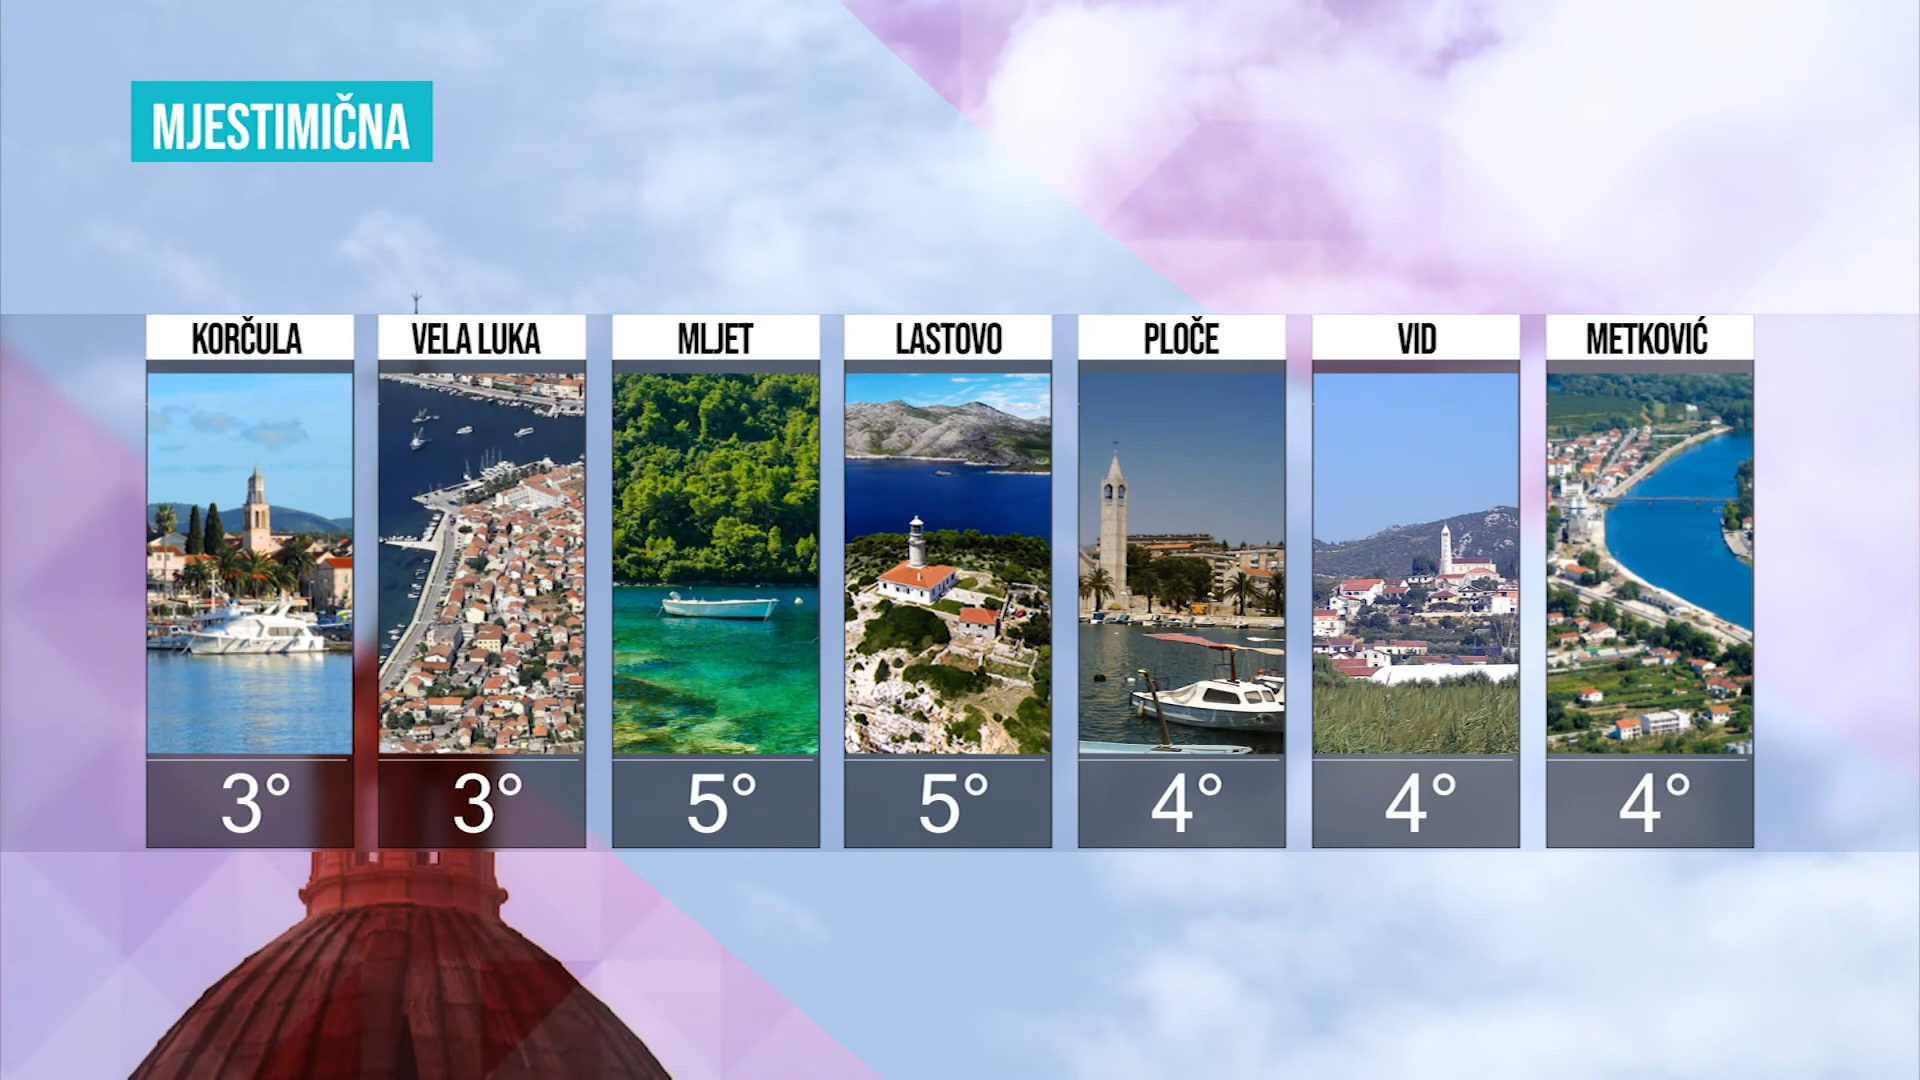 MJESTIMIČNA
KORČULA
VELA LUKA
MLJET
LASTOVO
PLOČE
VID
METKOVIĆ
3°
3°
5°
5°
4°
4°
4°